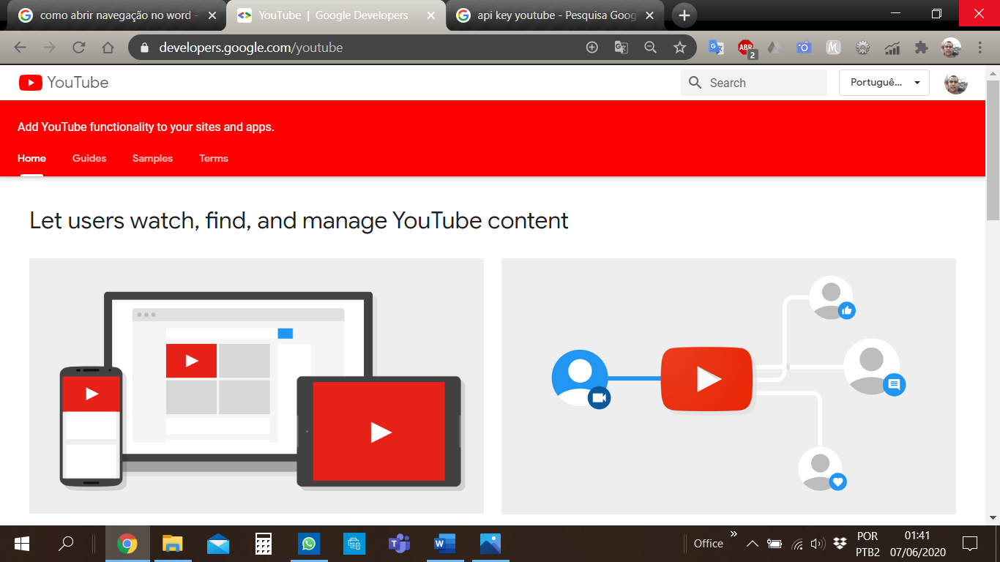 como abrir navegação no word -
YouTube | Google Developers
api key youtube - Pesquisa Goog
developers.google.com/youtube
ABP
2
M
YouTube
Search
Portuguê...
Add YouTube functionality to your sites and apps.
Home
Guides
Samples
Terms
Let users watch, find, and manage YouTube content
Office
POR
PTB2
01:41
07/06/2020